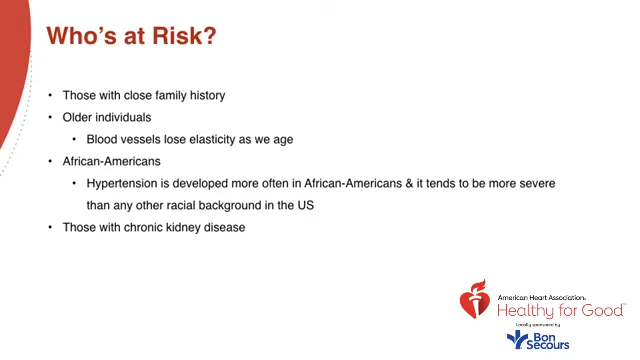 Who's at Risk?
• Those with close family history
• Older individuals
• Blood vessels lose elasticity as we age
• African-Americans
• Hypertension is developed more often in African-Americans & it tends to be more severe
than any other racial background in the US
• Those with chronic kidney disease
American Heart Association®
Healthy for Good™
Locally sponsored by
Bon
Secours